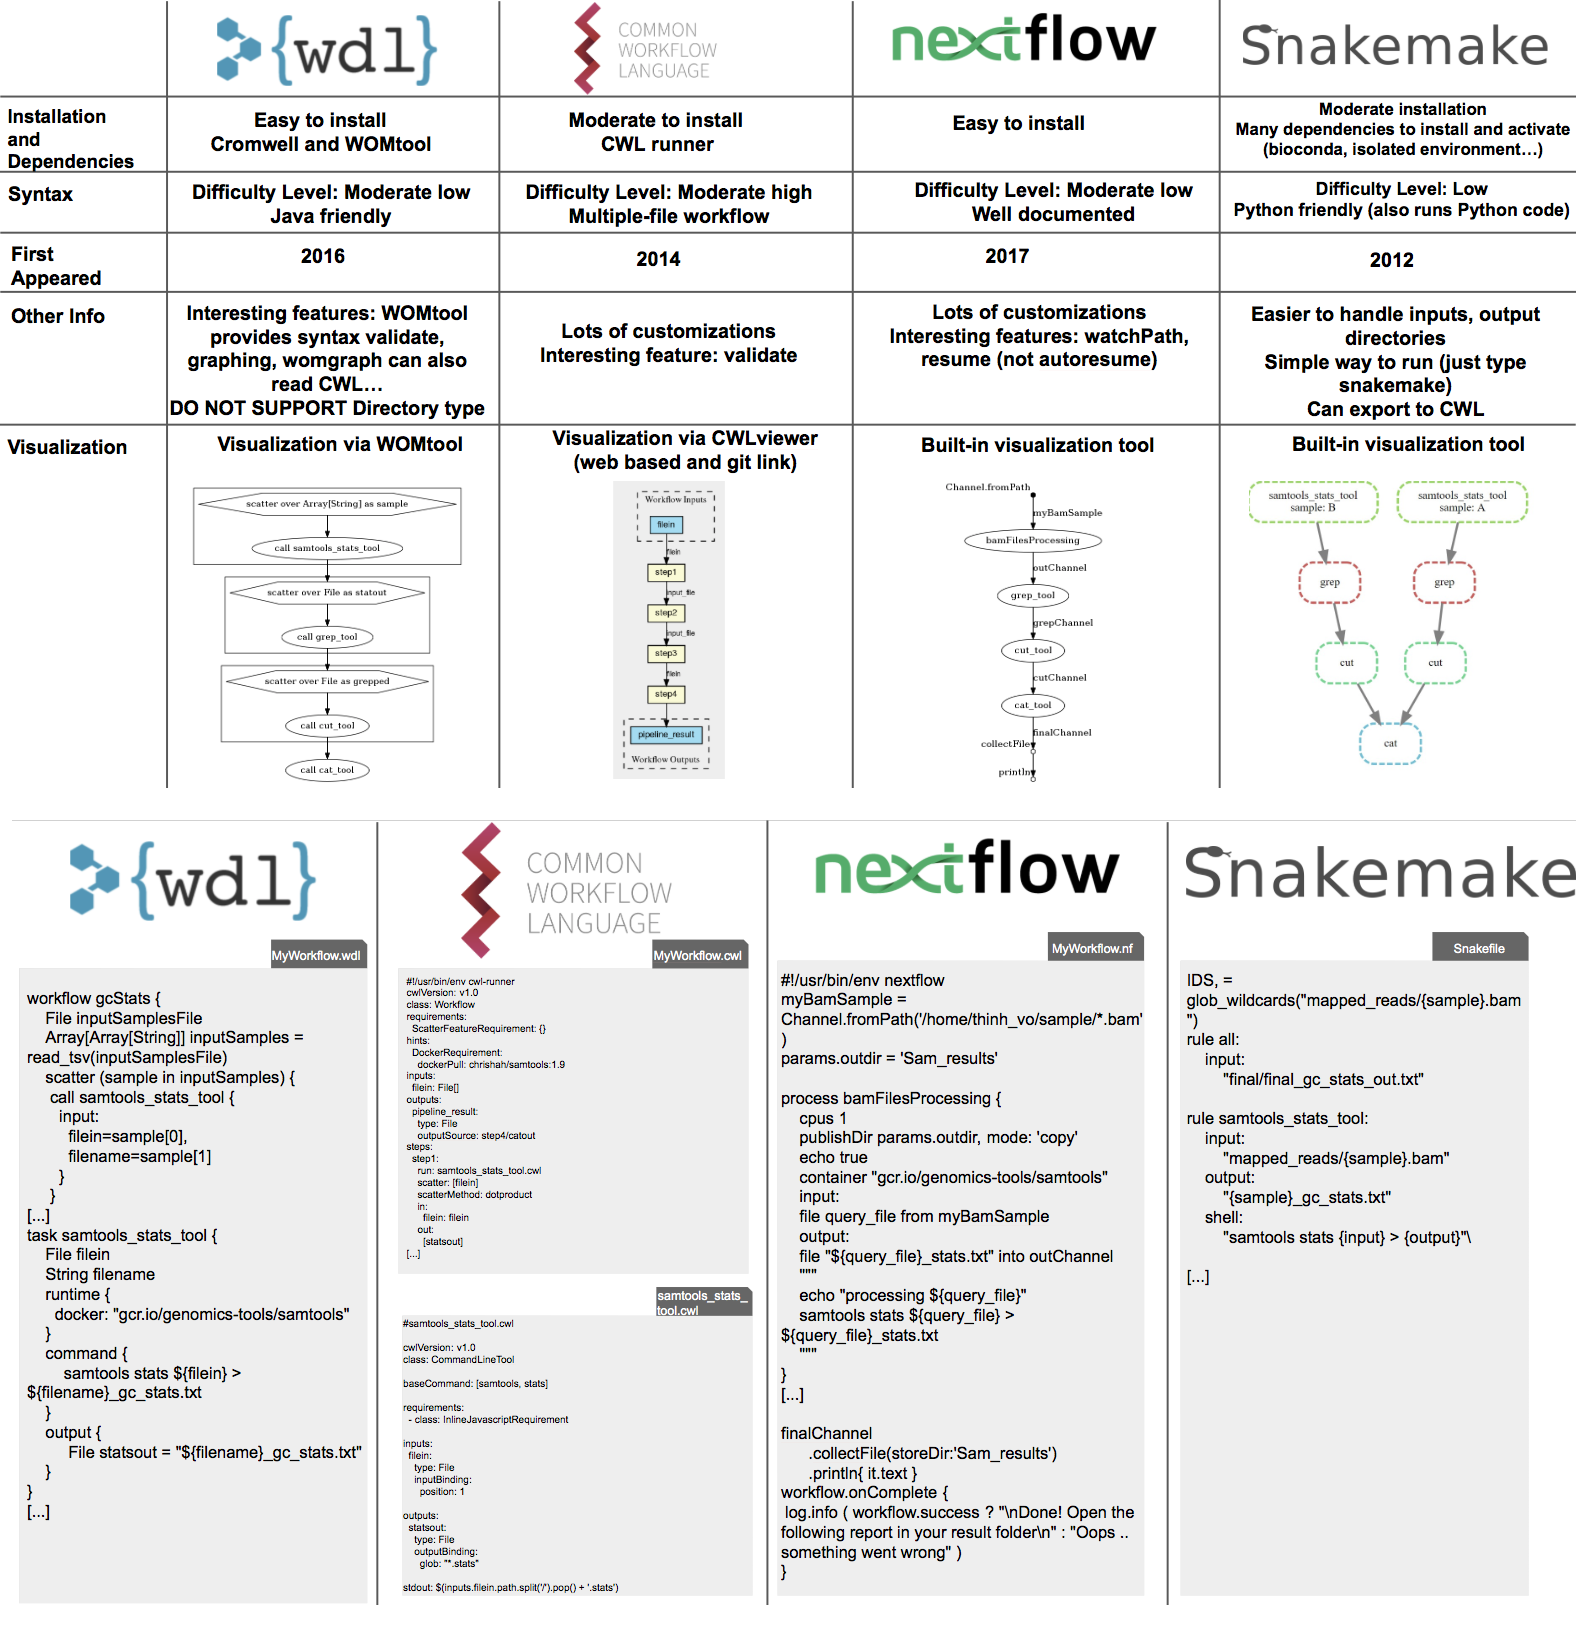 {wdl}
COMMON
WORKFLOW
LANGUAGE
nextflow
Snakemake
Installation
and
Dependencies
Easy to install
Cromwell and WOMtool
Moderate to install
CWL runner
Easy to install
Moderate installation
Many dependencies to install and activate
(bioconda, isolated environment…)
Syntax
Difficulty Level: Moderate low
Java friendly
Difficulty Level: Moderate high
Multiple-file workflow
Difficulty Level: Moderate low
Well documented
Difficulty Level: Low
Python friendly (also runs Python code)
First
Appeared
2016
2014
2017
2012
Other Info
Interesting features: WOMtool
provides syntax validate,
graphing, womgraph can also
read CWL…
DO NOT SUPPORT Directory type
Lots of customizations
Interesting feature: validate
Lots of customizations
Interesting features: watchPath,
resume (not autoresume)
Easier to handle inputs, output
directories
Simple way to run (just type
snakemake)
Can export to CWL
Visualization
Visualization via WOMtool
scatter over Array[String] as sample
call samtools_stats_tool
scatter over File as statout
call grep_tool
scatter over File as grepped
call cut_tool
call cat_tool
Visualization via CWLviewer
(web based and git link)
Workflow Inputs
filein
filein
step1
input_file
step2
input_file
step3
filein
step4
pipeline_result
Workflow Outputs
Built-in visualization tool
Channel.fromPath
myBamSample
bamFilesProcessing
outChannel
grep_tool
grepChannel
cut_tool
cutChannel
cat_tool
finalChannel
collectFile
println
Built-in visualization tool
samtools_stats_tool
sample: B
samtools_stats_tool
sample: A
grep
grep
cut
cut
cat
{wdl}
COMMON
WORKFLOW
LANGUAGE
nextflow
Snakemake
MyWorkflow.wdl
workflow gcStats {
File inputSamplesFile
Array[Array[String]] inputSamples =
read_tsv(inputSamplesFile)
scatter (sample in inputSamples) {
call samtools_stats_tool {
input:
filein=sample[0],
filename=sample[1]
}
}
[...]
task samtools_stats_tool {
File filein
String filename
runtime {
docker: "gcr.io/genomics-tools/samtools"
}
command {
samtools stats ${filein} >
${filename}_gc_stats.txt
}
output {
File statsout = "${filename}_gc_stats.txt"
}
}
[...]
MyWorkflow.cwl
#!/usr/bin/env cwl-runner
cwlVersion: v1.0
class: Workflow
requirements:
ScatterFeatureRequirement: {}
hints:
DockerRequirement:
dockerPull: chrishah/samtools:1.9
inputs:
filein: File[]
outputs:
pipeline_result:
type: File
outputSource: step4/catout
steps:
step1:
run: samtools_stats_tool.cwl
scatter: [filein]
scatterMethod: dotproduct
in:
filein: filein
out:
[statsout]
[...]
samtools_stats_
tool.cwl
#samtools_stats_tool.cwl
cwlVersion: v1.0
class: CommandLineTool
baseCommand: [samtools, stats]
requirements:
- class: InlineJavascriptRequirement
inputs:
filein:
type: File
inputBinding:
position: 1
outputs:
statsout:
type: File
outputBinding:
glob: "*.stats"
stdout: $(inputs.filein.path.split('/').pop() + '.stats')
MyWorkflow.nf
#!/usr/bin/env nextflow
myBamSample =
Channel.fromPath('/home/thinh_vo/sample/*.bam'
)
params.outdir = 'Sam_results'
process bamFilesProcessing {
cpus 1
publishDir params.outdir, mode: 'copy'
echo true
container "gcr.io/genomics-tools/samtools"
input:
file query_file from myBamSample
output:
file "${query_file}_stats.txt" into outChannel
"""
echo "processing ${query_file}"
samtools stats ${query_file} >
${query_file}_stats.txt
"""
}
[...]
finalChannel
.collectFile(storeDir:'Sam_results')
.println{ it.text }
workflow.onComplete {
log.info ( workflow.success ? "\nDone! Open the
following report in your result folder\n" : "Oops ..
something went wrong" )
}
Snakefile
IDS, =
glob_wildcards("mapped_reads/{sample}.bam
")
rule all:
input:
"final/final_gc_stats_out.txt"
rule samtools_stats_tool:
input:
"mapped_reads/{sample}.bam"
output:
"{sample}_gc_stats.txt"
shell:
"samtools stats {input} > {output}"\
[...]